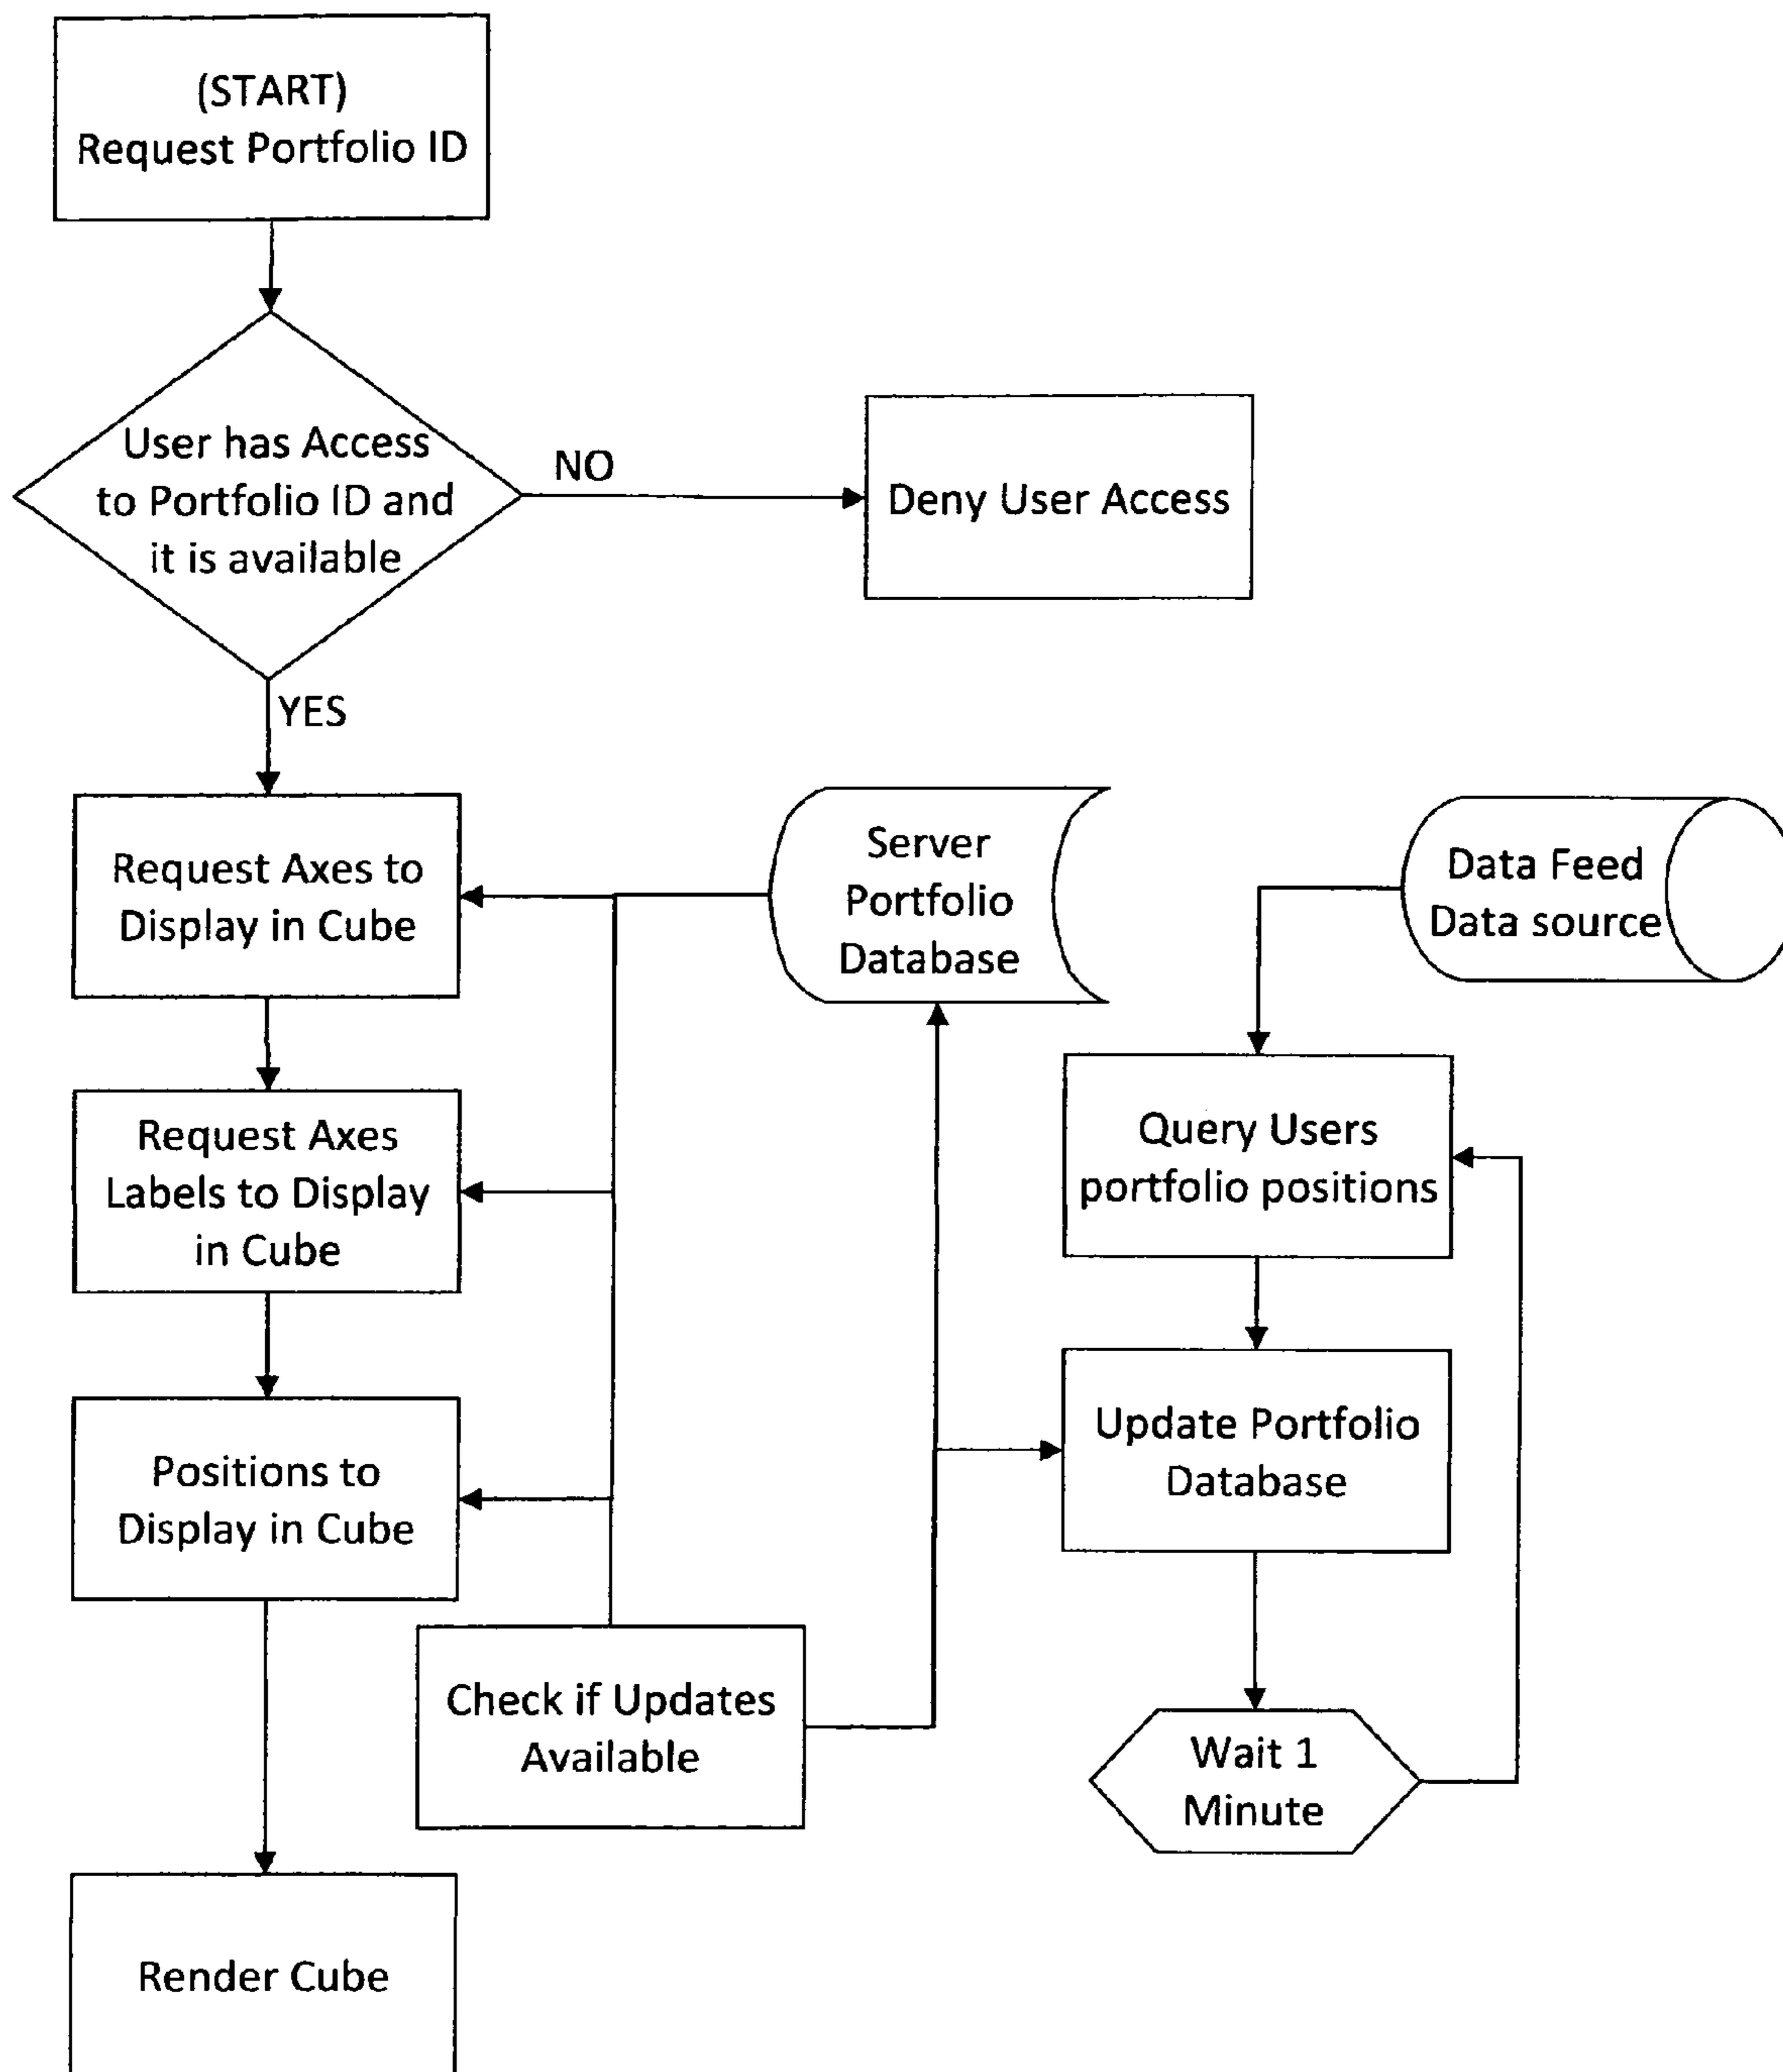 (START)
Request Portfolio ID
User has Access
to Portfolio ID and
it is available
NO
Deny User Access
YES
Request Axes to
Display in Cube
Server
Portfolio
Database
Data Feed
Data source
Request Axes
Labels to Display
in Cube
Query Users
portfolio positions
Positions to
Display in Cube
Update Portfolio
Database
Check if Updates
Available
Wait 1
Minute
Render Cube